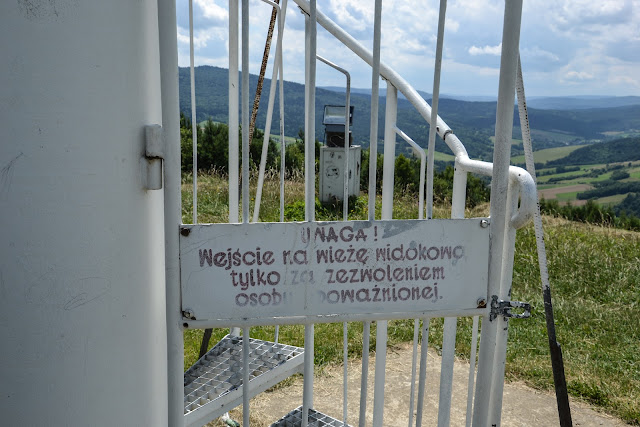 UWAGA !
Wejście na wieżę widokową
tylko za zezwoleniem
osoby upoważnionej.